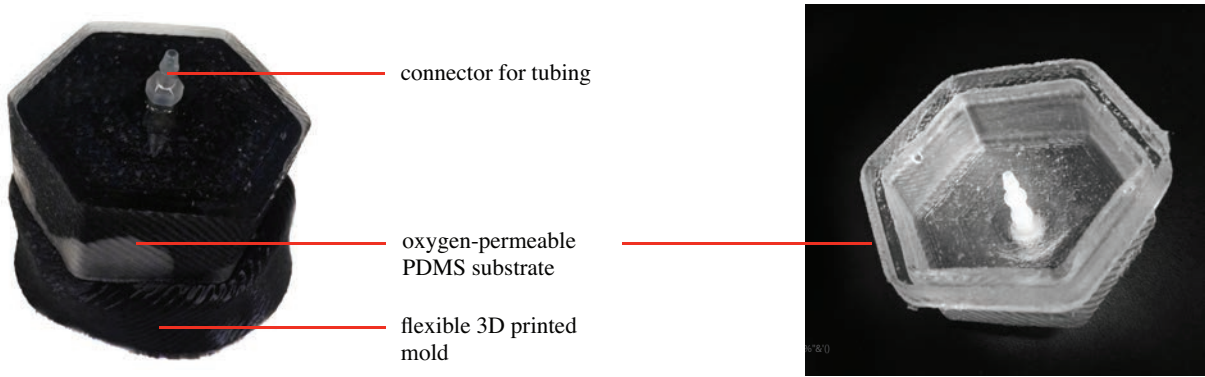 connector for tubing
oxygen-permeable
PDMS substrate
flexible 3D printed
mold
%"&'()